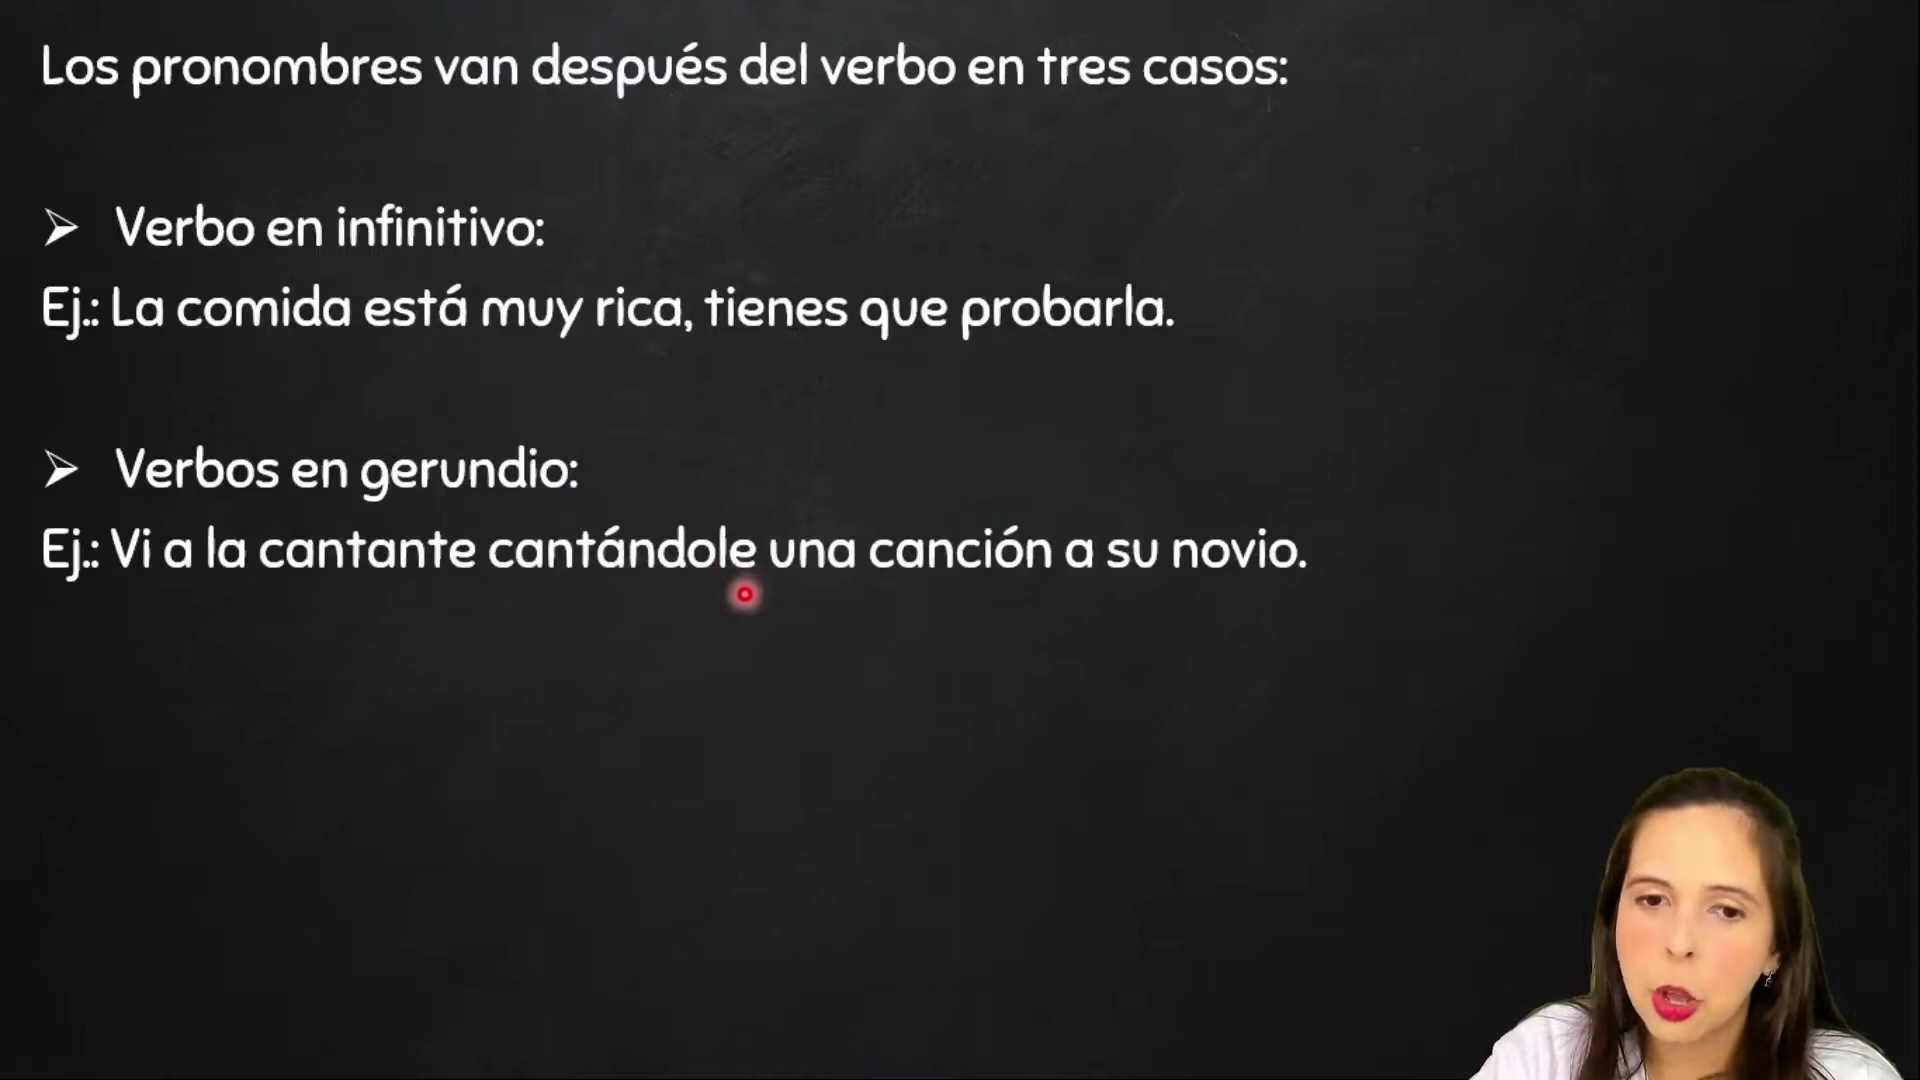 Los pronombres van después del verbo en tres casos:
➢ Verbo en infinitivo:
Ej.: La comida está muy rica, tienes que probarla.
➢ Verbos en gerundio:
Ej.: Vi a la cantante cantándole una canción a su novio.